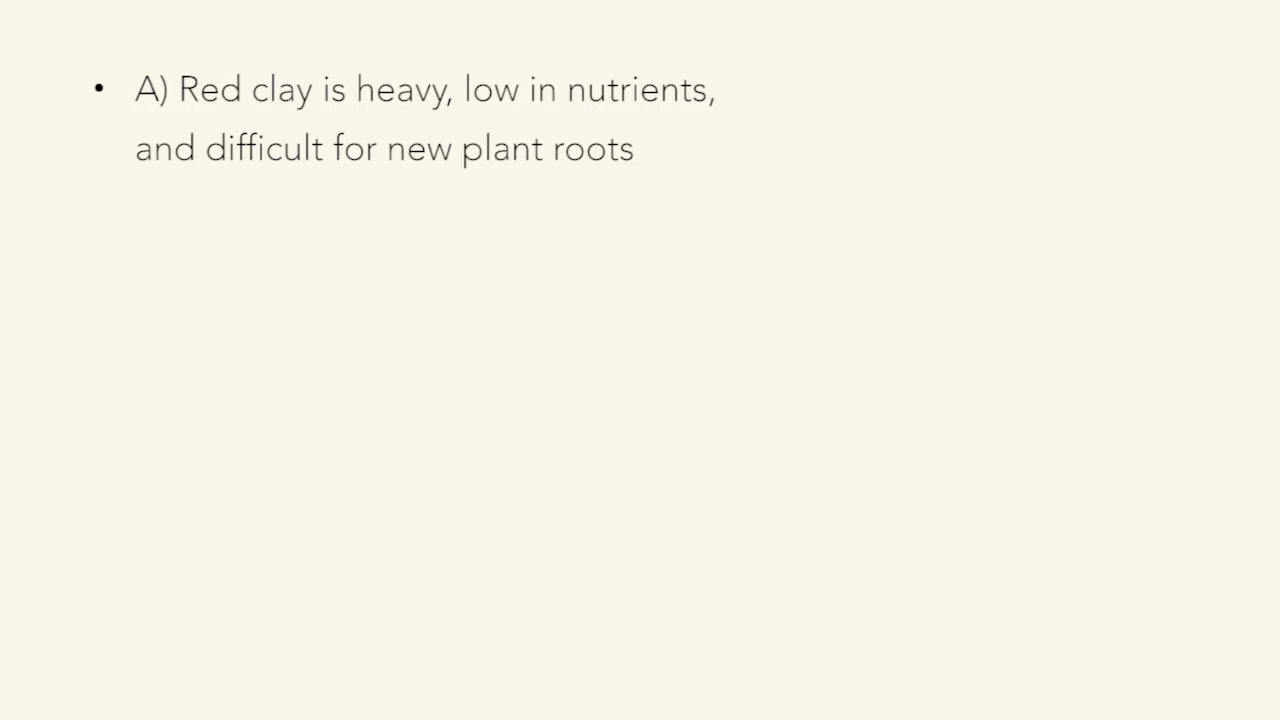 • A) Red clay is heavy, low in nutrients,
and difficult for new plant roots